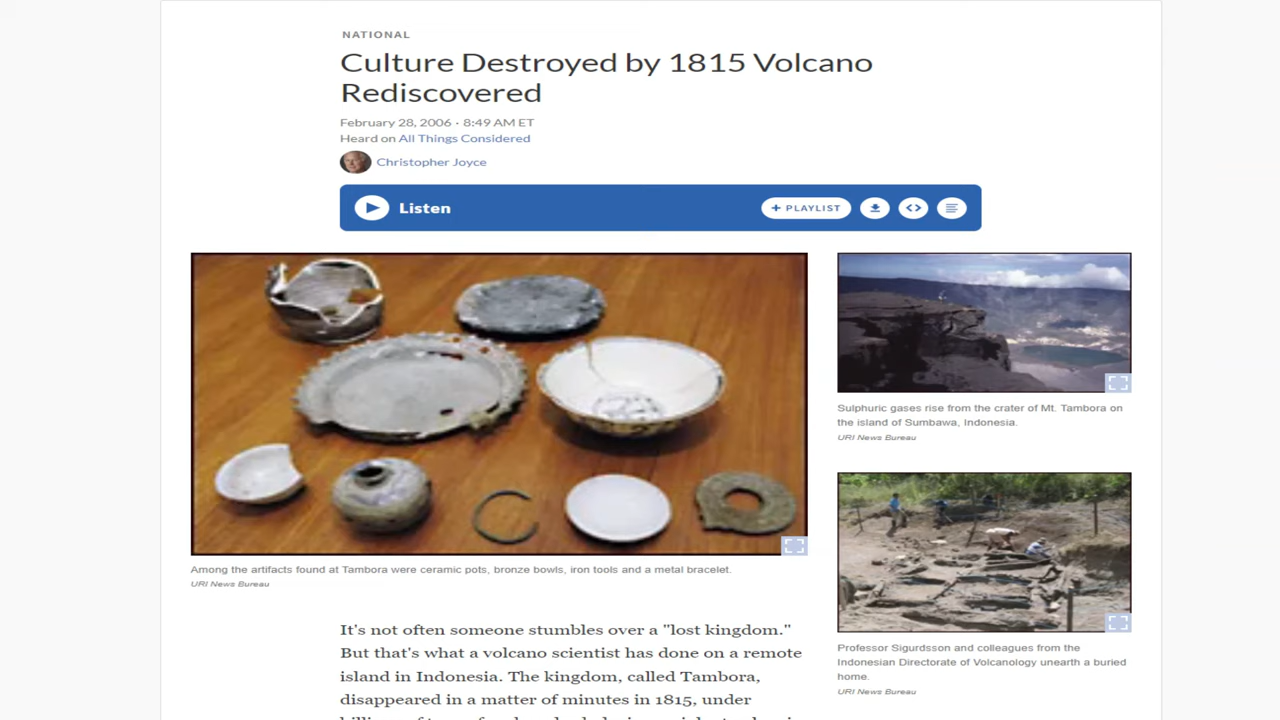 NATIONAL
Culture Destroyed by 1815 Volcano
Rediscovered
February 28, 2006 · 8:49 AM ET
Heard on All Things Considered
Christopher Joyce
Listen
+ PLAYLIST
Among the artifacts found at Tambora were ceramic pots, bronze bowls, iron tools and a metal bracelet.
URI News Bureau
It's not often someone stumbles over a "lost kingdom."
But that's what a volcano scientist has done on a remote
island in Indonesia. The kingdom, called Tambora,
disappeared in a matter of minutes in 1815, under
Sulphuric gases rise from the crater of Mt. Tambora on
the island of Sumbawa, Indonesia.
URI News Bureau
Professor Sigurdsson and colleagues from the
Indonesian Directorate of Volcanology unearth a buried
home.
URI News Bureau